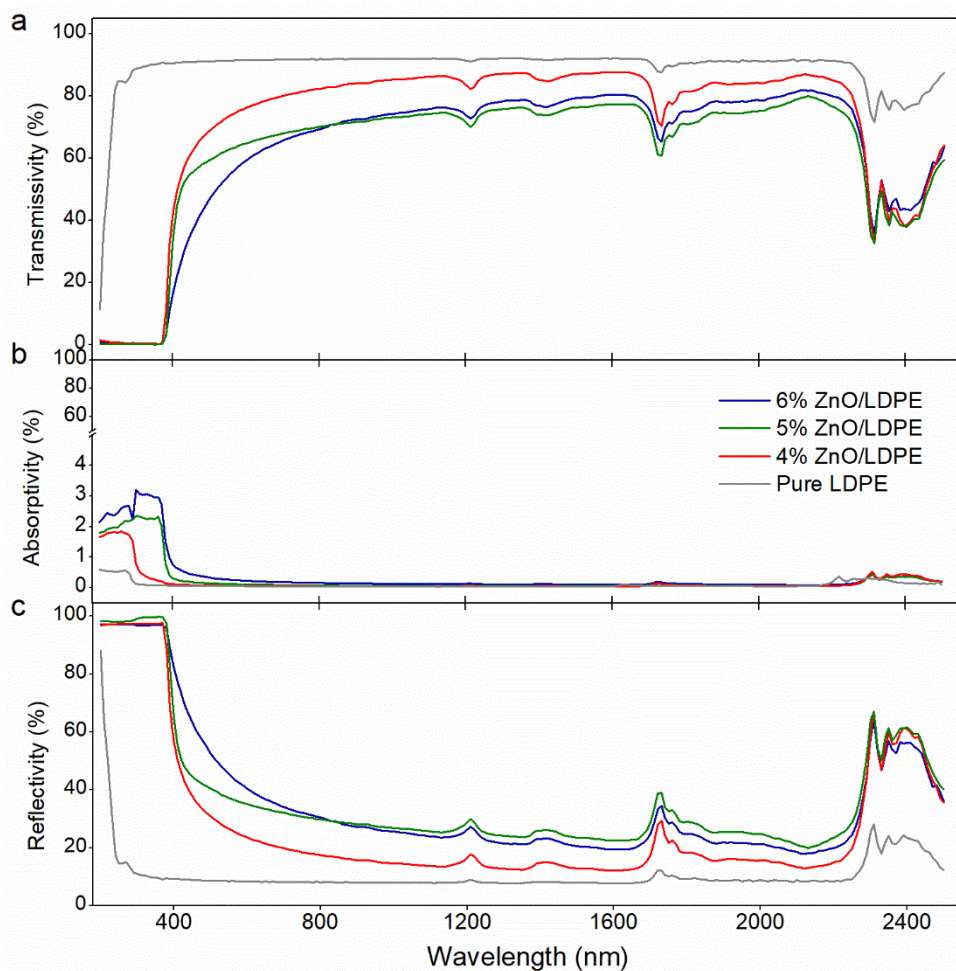 a
100
80
60
40
20
0
Transmissivity (%)
b
100
80
60
4
3
2
1
0
Absorptivity (%)
6% ZnO/LDPE
5% ZnO/LDPE
4% ZnO/LDPE
Pure LDPE
c
100
80
60
40
20
0
Reflectivity (%)
400 800 1200 1600 2000 2400
Wavelength (nm)